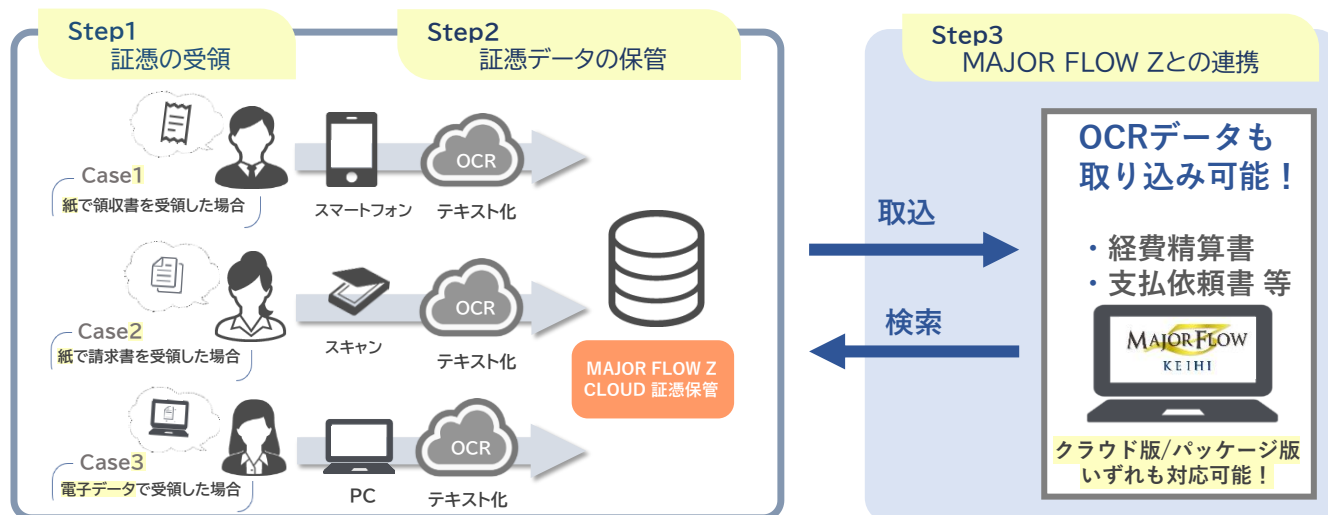 Step1
証憑の受領
Step2
証憑データの保管
Case1
紙で領収書を受領した場合
スマートフォン
OCR
テキスト化
Case2
紙で請求書を受領した場合
スキャン
OCR
テキスト化
Case3
電子データで受領した場合
PC
OCR
テキスト化
MAJOR FLOW Z
CLOUD 証憑保管
取込
検索
Step3
MAJOR FLOW Zとの連携
OCRデータも
取り込み可能！
・経費精算書
・支払依頼書 等
MAJOR FLOW
KEIHI
クラウド版/パッケージ版
いずれも対応可能！